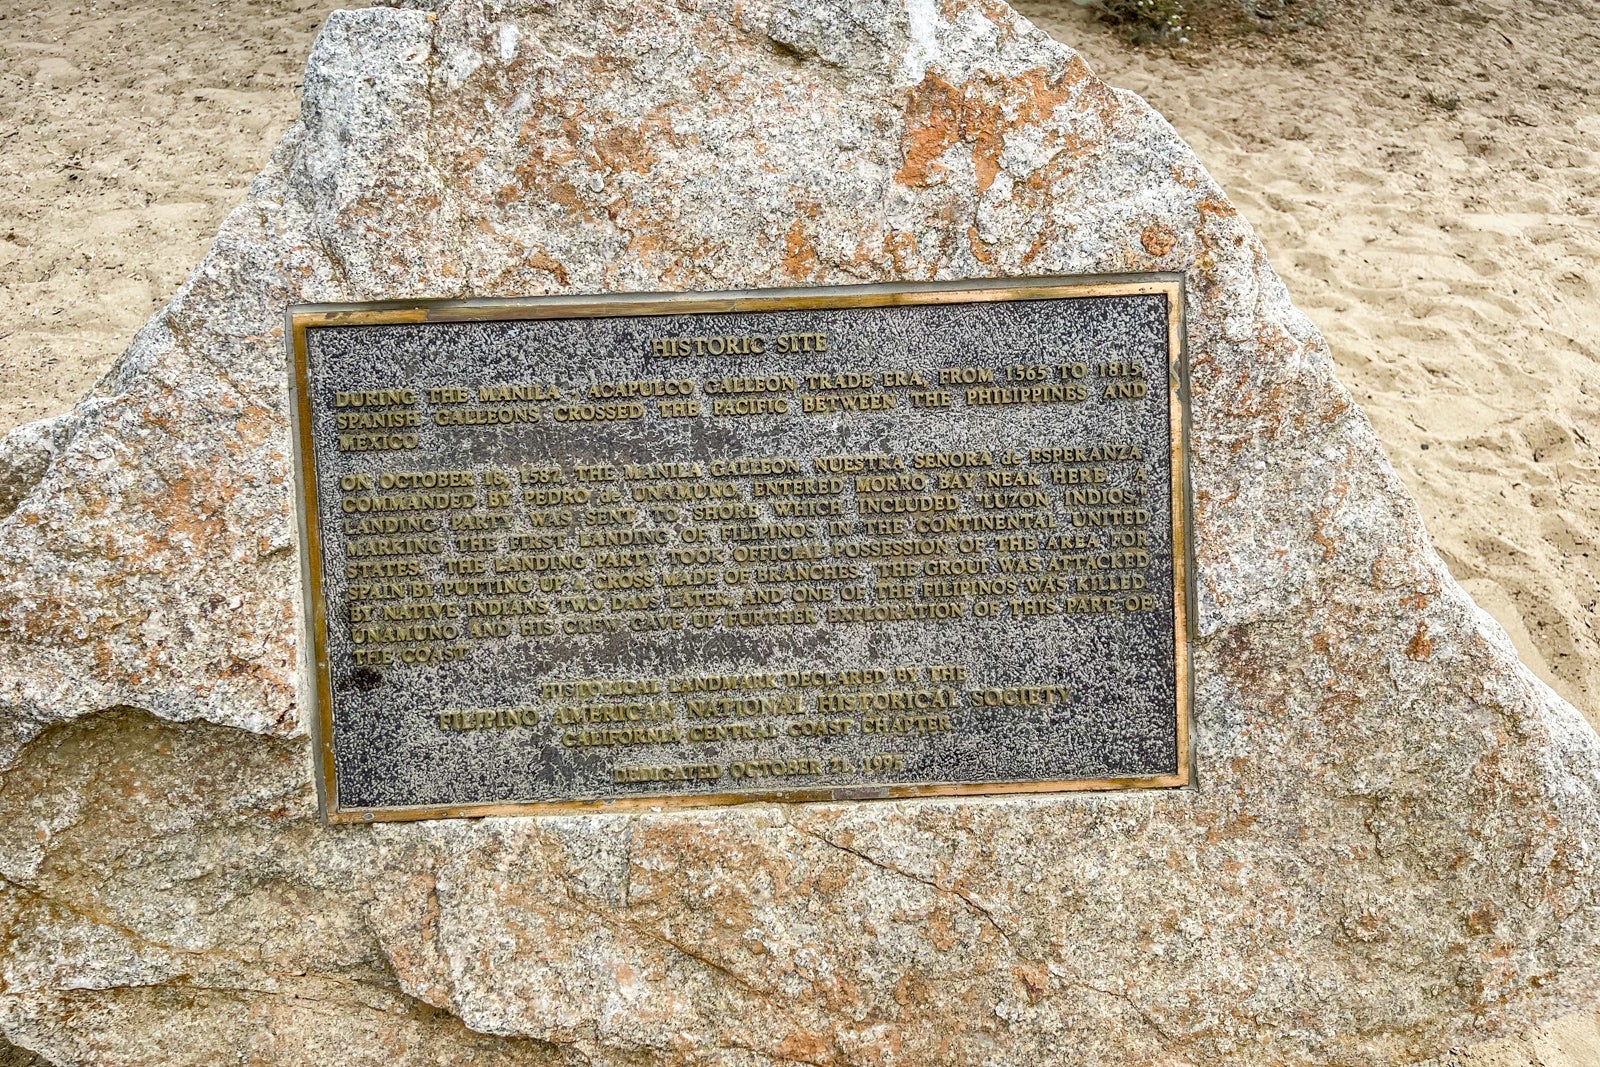 HISTORIC SITE
DURING THE MANILA - ACAPULCO GALLEON TRADE ERA, FROM 1565 TO 1815,
SPANISH GALLEONS CROSSED THE PACIFIC BETWEEN THE PHILIPPINES AND
MEXICO.
ON OCTOBER 18, 1587, THE MANILA GALLEON NUESTRA SENORA de ESPERANZA
COMMANDED BY PEDRO de UNAMUNO, ENTERED MORRO BAY NEAR HERE. A
LANDING PARTY WAS SENT TO SHORE WHICH INCLUDED "LUZON INDIOS,"
MARKING THE FIRST LANDING OF FILIPINOS IN THE CONTINENTAL UNITED
STATES. THE LANDING PARTY TOOK OFFICIAL POSSESSION OF THE AREA FOR
SPAIN BY PUTTING UP A CROSS MADE OF BRANCHES. THE GROUP WAS ATTACKED
BY NATIVE INDIANS TWO DAYS LATER, AND ONE OF THE FILIPINOS WAS KILLED.
UNAMUNO AND HIS CREW GAVE UP FURTHER EXPLORATION OF THIS PART OF
THE COAST.
HISTORICAL LANDMARK DECLARED BY THE
FILIPINO AMERICAN NATIONAL HISTORICAL SOCIETY
CALIFORNIA CENTRAL COAST CHAPTER
DEDICATED OCTOBER 21, 1995